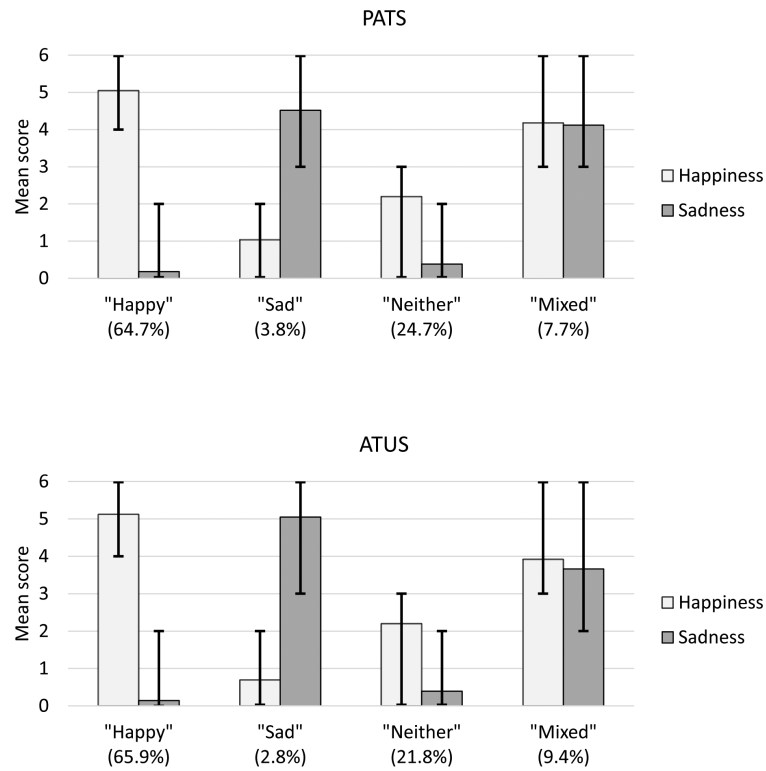 PATS
6
5
4
3
2
1
0
Mean score
"Happy" "Sad" "Neither" "Mixed"
(64.7%) (3.8%) (24.7%) (7.7%)
Happiness
Sadness
ATUS
6
5
4
3
2
1
0
Mean score
"Happy" "Sad" "Neither" "Mixed"
(65.9%) (2.8%) (21.8%) (9.4%)
Happiness
Sadness